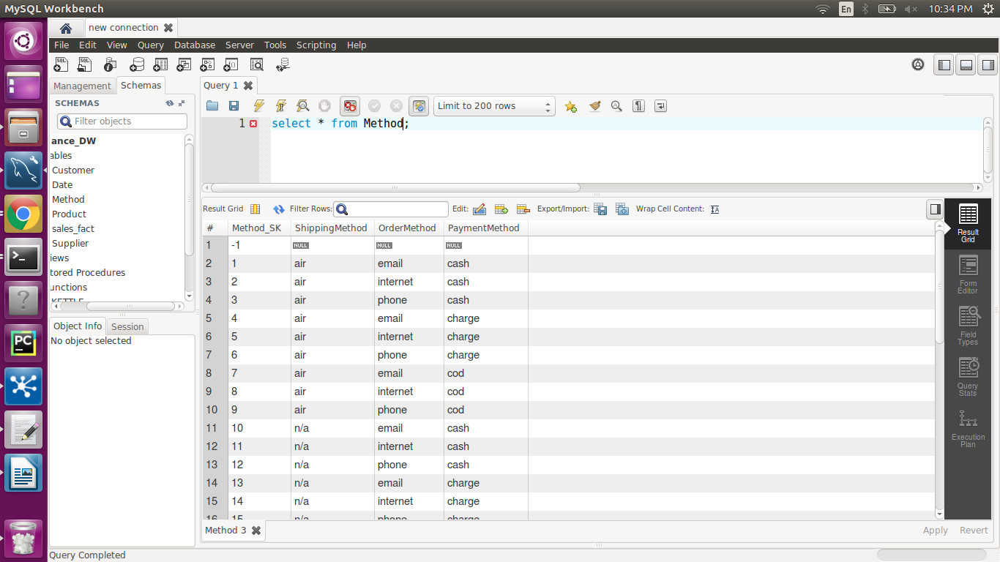 MySQL Workbench
En
10:34 PM
new connection
File Edit View Query Database Server Tools Scripting Help
Management Schemas
Query 1
SCHEMAS
Filter objects
ance_DW
ables
Customer
Date
Method
Product
sales_fact
Supplier
iews
tored Procedures
unctions
KETTLE
Object Info Session
No object selected
Limit to 200 rows
1 select * from Method;
Result Grid Filter Rows: Edit: Export/Import: Wrap Cell Content: IA
# Method_SK ShippingMethod OrderMethod PaymentMethod
1 -1 NULL NULL NULL
2 1 air email cash
3 2 air internet cash
4 3 air phone cash
5 4 air email charge
6 5 air internet charge
7 6 air phone charge
8 7 air email cod
9 8 air internet cod
10 9 air phone cod
11 10 n/a email cash
12 11 n/a internet cash
13 12 n/a phone cash
14 13 n/a email charge
15 14 n/a internet charge
16 15 n/a phone charge
Result
Grid
Form
Editor
Field
Types
Query
Stats
Execution
Plan
Method 3
Apply Revert
Query Completed
PC